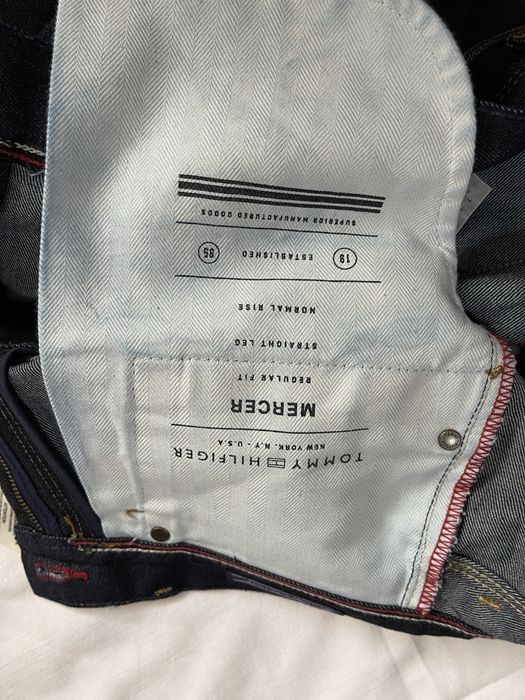 TOMMY HILFIGER
NEW YORK. N.Y - U.S.A
MERCER
REGULAR FIT
STRAIGHT LEG
NORMAL RISE
19 ESTABLISHED 85
SUPERIOR MANUFACTURED GOODS